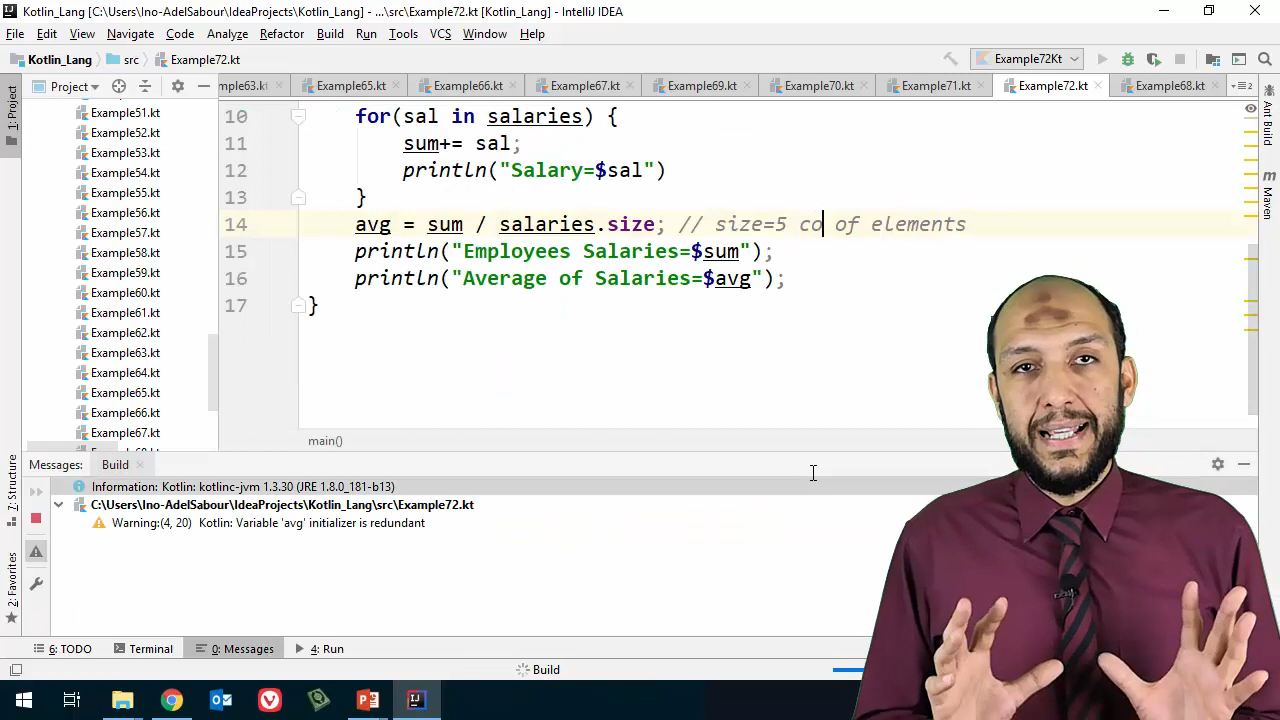 Kotlin_Lang [C:\Users\Ino-AdelSabour\IdeaProjects\Kotlin_Lang] - ...\src\Example72.kt [Kotlin_Lang] - IntelliJ IDEA
File Edit View Navigate Code Analyze Refactor Build Run Tools VCS Window Help
Kotlin_Lang src Example72.kt Example72Kt
1: Project
Project
mple63.kt Example65.kt Example66.kt Example67.kt Example69.kt Example70.kt Example71.kt Example72.kt Example68.kt
Example51.kt
Example52.kt
Example53.kt
Example54.kt
Example55.kt
Example56.kt
Example57.kt
Example58.kt
Example59.kt
Example60.kt
Example61.kt
Example62.kt
Example63.kt
Example64.kt
Example65.kt
Example66.kt
Example67.kt
10 for(sal in salaries) {
11 sum+= sal;
12 println("Salary=$sal")
13 }
14 avg = sum / salaries.size; // size=5 co of elements
15 println("Employees Salaries=$sum");
16 println("Average of Salaries=$avg");
17 }
main()
Ant Build
Maven
Messages: Build
Information: Kotlin: kotlinc-jvm 1.3.30 (JRE 1.8.0_181-b13)
C:\Users\Ino-AdelSabour\IdeaProjects\Kotlin_Lang\src\Example72.kt
Warning:(4, 20) Kotlin: Variable 'avg' initializer is redundant
7: Structure
2: Favorites
6: TODO Terminal 0: Messages 4: Run
Build